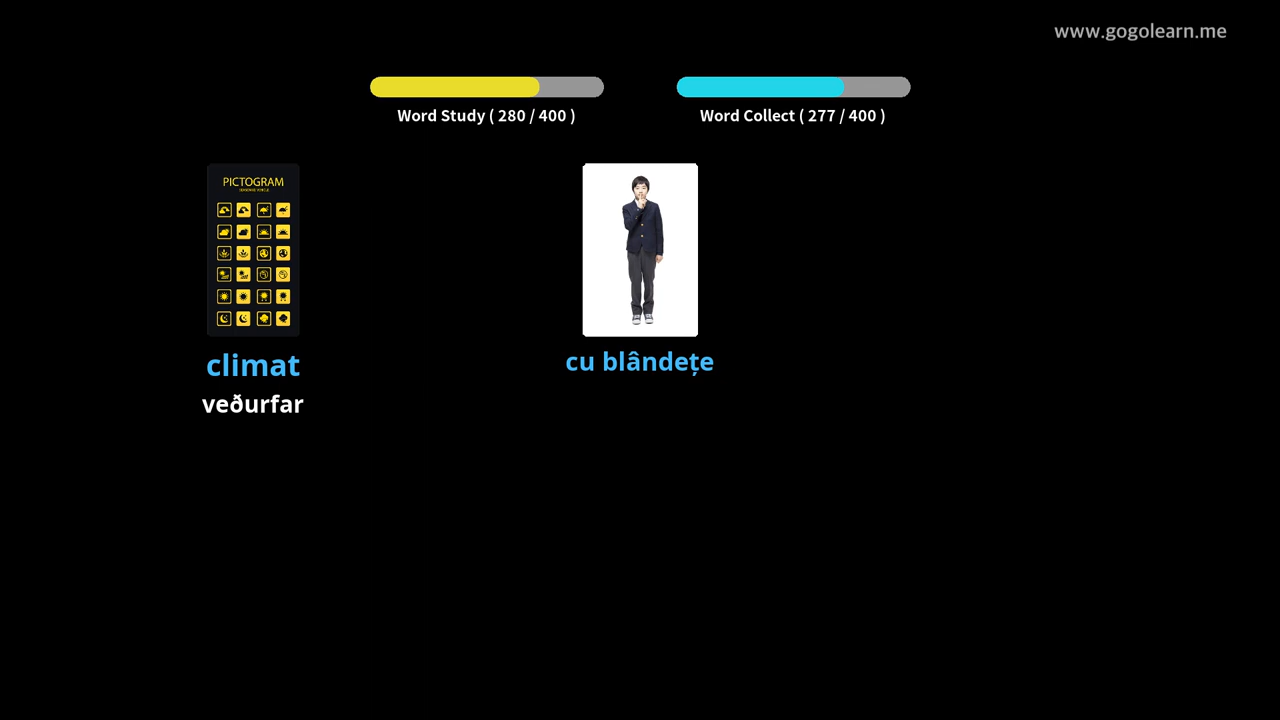 www.gogolearn.me
Word Study ( 280 / 400 )
Word Collect ( 277 / 400 )
PICTOGRAM
climat
veðurfar
cu blândețe